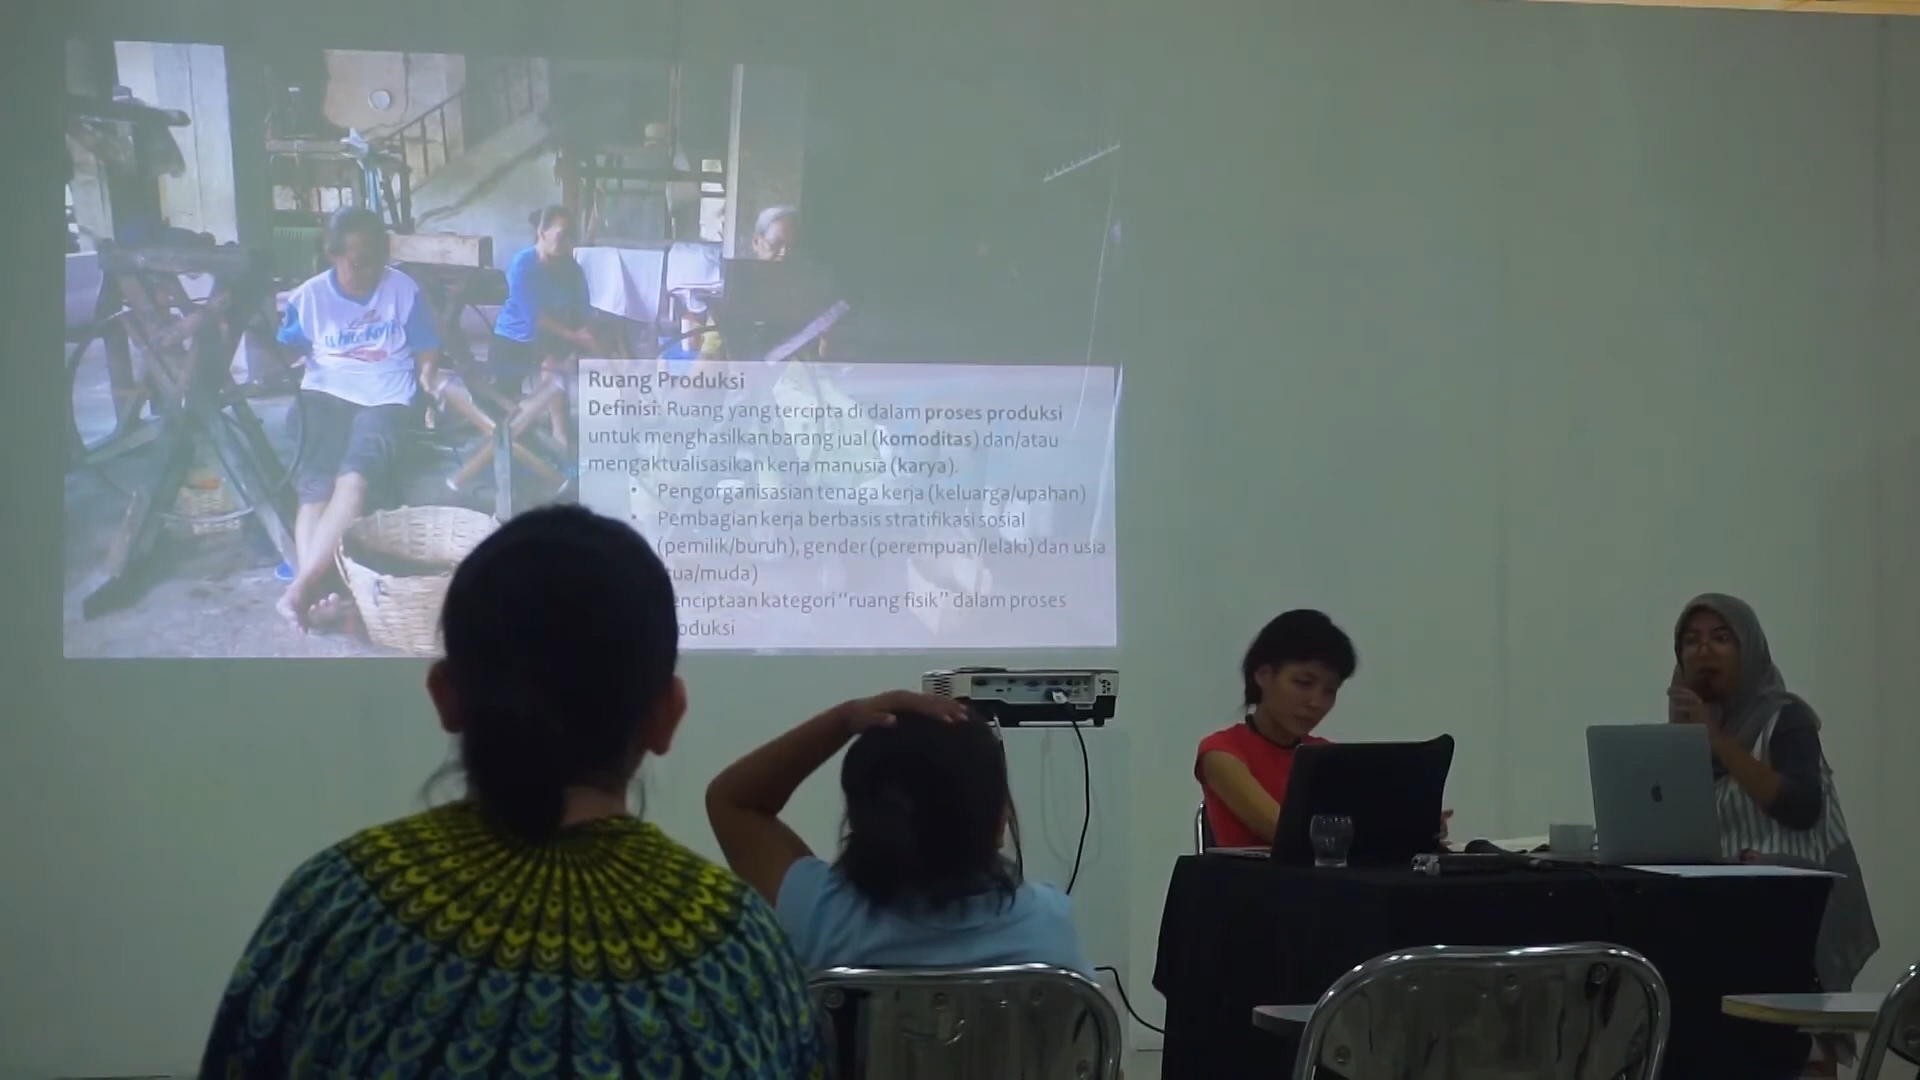 Ruang Produksi
Definisi: Ruang yang tercipta di dalam proses produksi
untuk menghasilkan barang jual (komoditas) dan/atau
mengaktualisasikan kerja manusia (karya).
• Pengorganisasian tenaga kerja (keluarga/upahan)
• Pembagian kerja berbasis stratifikasi sosial
(pemilik/buruh), gender (perempuan/lelaki) dan usia
tua/muda)
enciptaan kategori “ruang fisik” dalam proses
oduksi